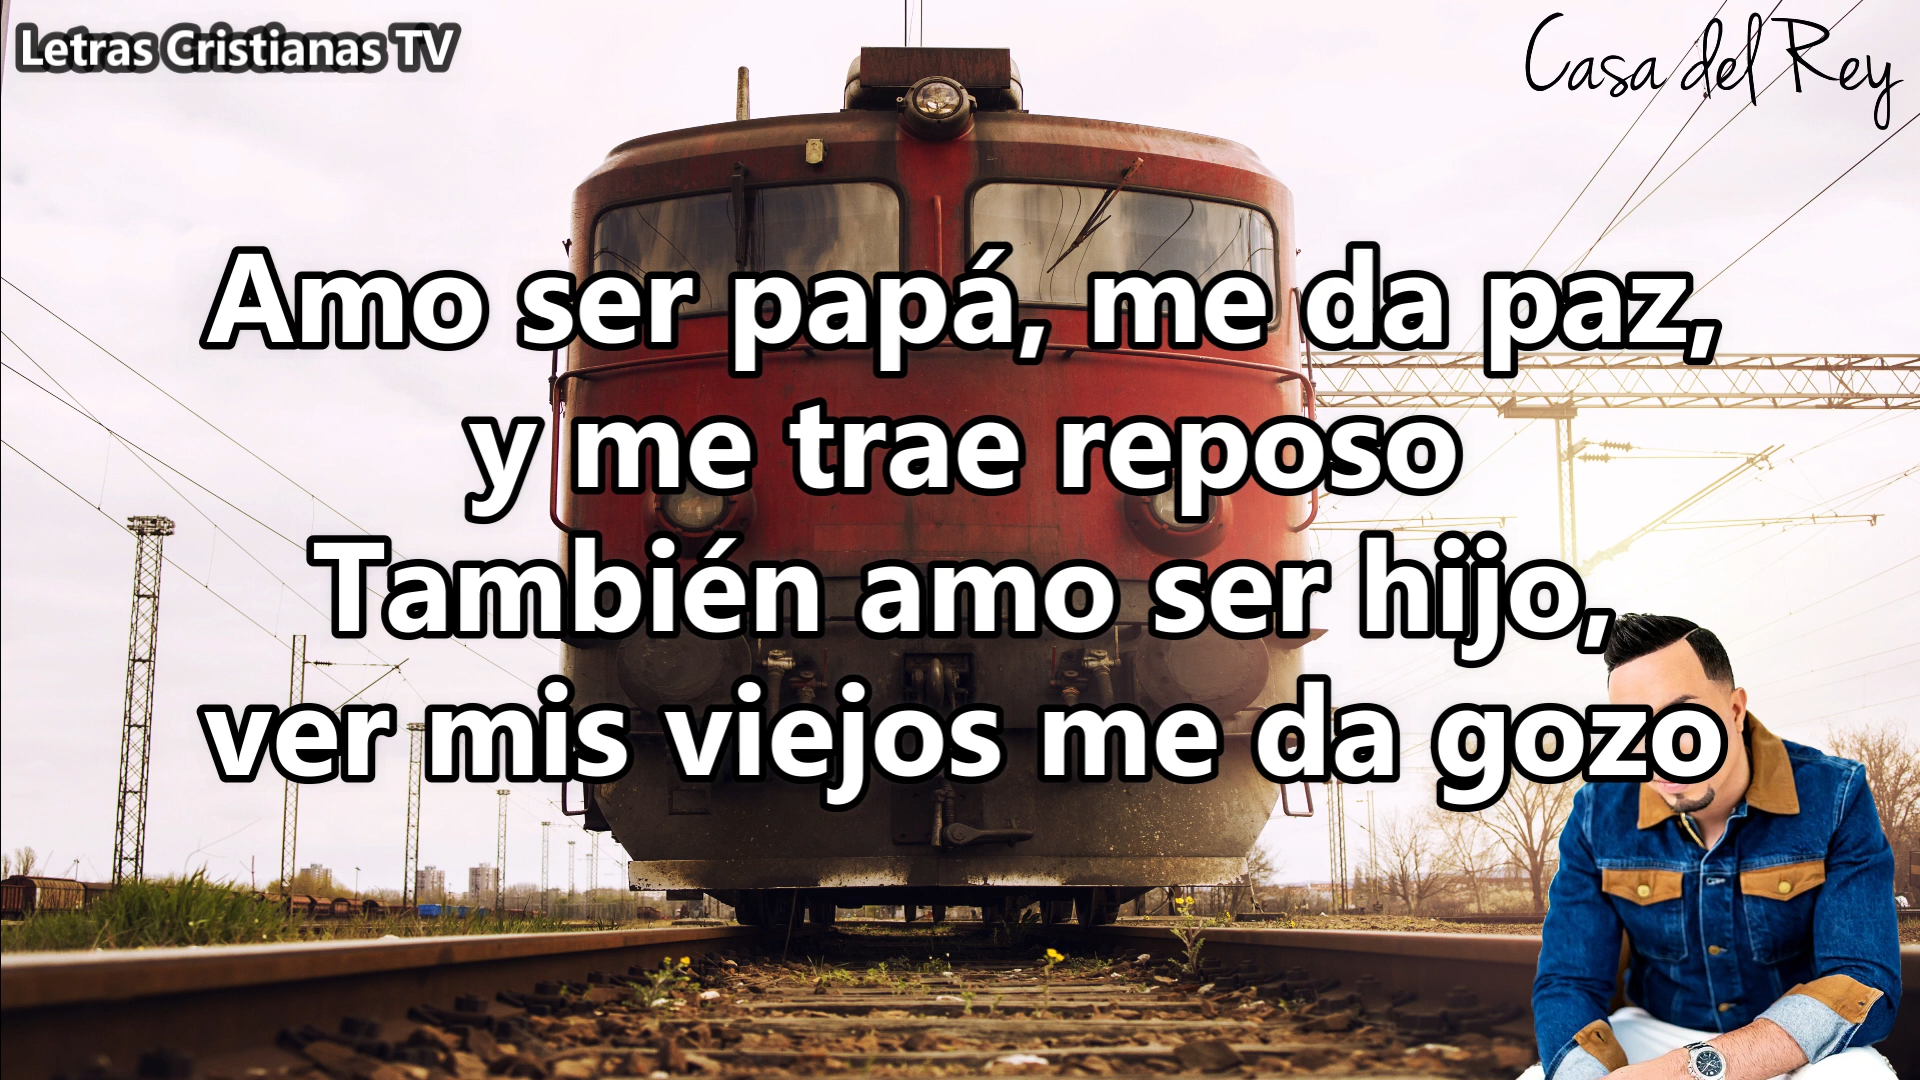 Letras Cristianas TV
Casa del Rey
Amo ser papá, me da paz,
y me trae reposo
También amo ser hijo,
ver mis viejos me da gozo